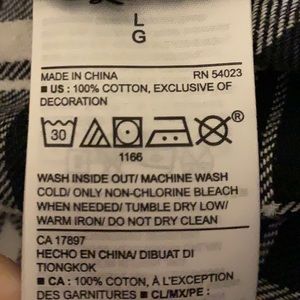 L
G
MADE IN CHINA RN 54023
■ US : 100% COTTON, EXCLUSIVE OF
DECORATION
30
®
1166
WASH INSIDE OUT/ MACHINE WASH
COLD/ ONLY NON-CHLORINE BLEACH
WHEN NEEDED/ TUMBLE DRY LOW/
WARM IRON/ DO NOT DRY CLEAN
CA 17897
HECHO EN CHINA/ DIBUAT DI
TIONGKOK
■ CA : 100% COTON, À L'EXCEPTION
DES GARNITURES ■ CL/MX/PE :